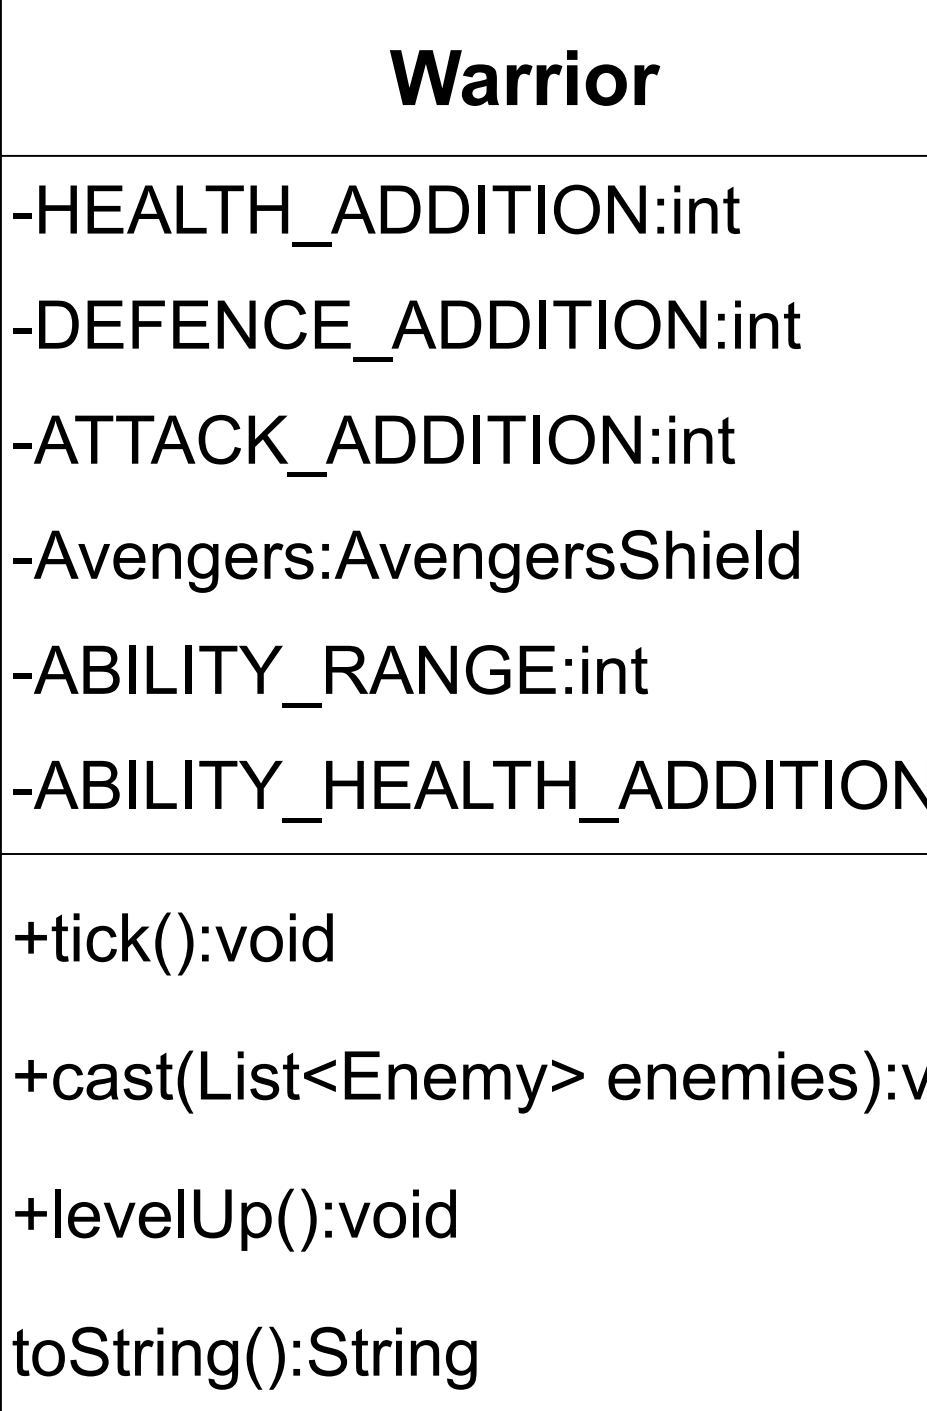 Warrior
-HEALTH_ADDITION:int
-DEFENCE_ADDITION:int
-ATTACK_ADDITION:int
-Avengers:AvengersShield
-ABILITY_RANGE:int
-ABILITY_HEALTH_ADDITION
+tick():void
+cast(List<Enemy> enemies):v
+levelUp():void
toString():String